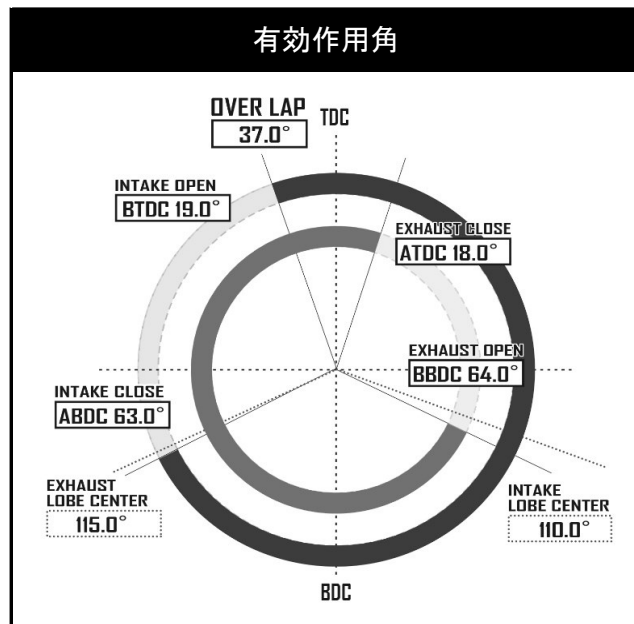 有効作用角
OVER LAP
37.0°
TDC
INTAKE OPEN
BTDC 19.0°
EXHAUST CLOSE
ATDC 18.0°
EXHAUST OPEN
BBDC 64.0°
INTAKE CLOSE
ABDC 63.0°
EXHAUST
LOBE CENTER
115.0°
INTAKE
LOBE CENTER
110.0°
BDC